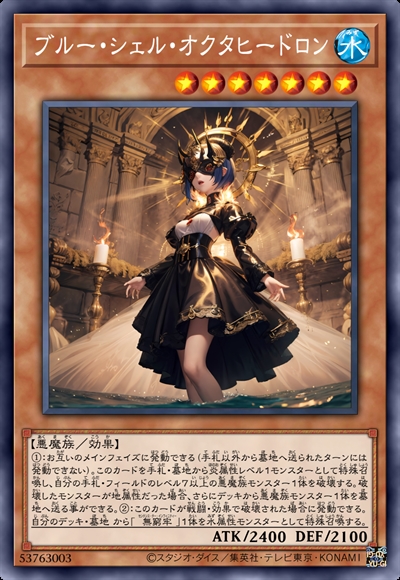 ブルー・シェル・オクタヒードロン
水
【悪魔族／効果】
①:お互いのメインフェイズに発動できる(手札以外から墓地へ送られたターンには
発動できない)。このカードを手札・墓地から炎属性レベル1モンスターとして特殊召
喚し、自分の手札・フィールドのレベル7以上の悪魔族モンスター1体を破壊する。破
壊したモンスターが地属性だった場合、さらにデッキから悪魔族モンスター1体を墓
地へ送る事ができる。②:このカードが戦闘・効果で破壊された場合に発動できる。
自分のデッキ・墓地 から「無窮牢」1体を水属性モンスターとして特殊召喚する。
ATK/2400 DEF/2100
53763003
©スタジオ・ダイス／集英社・テレビ東京・KONAMI